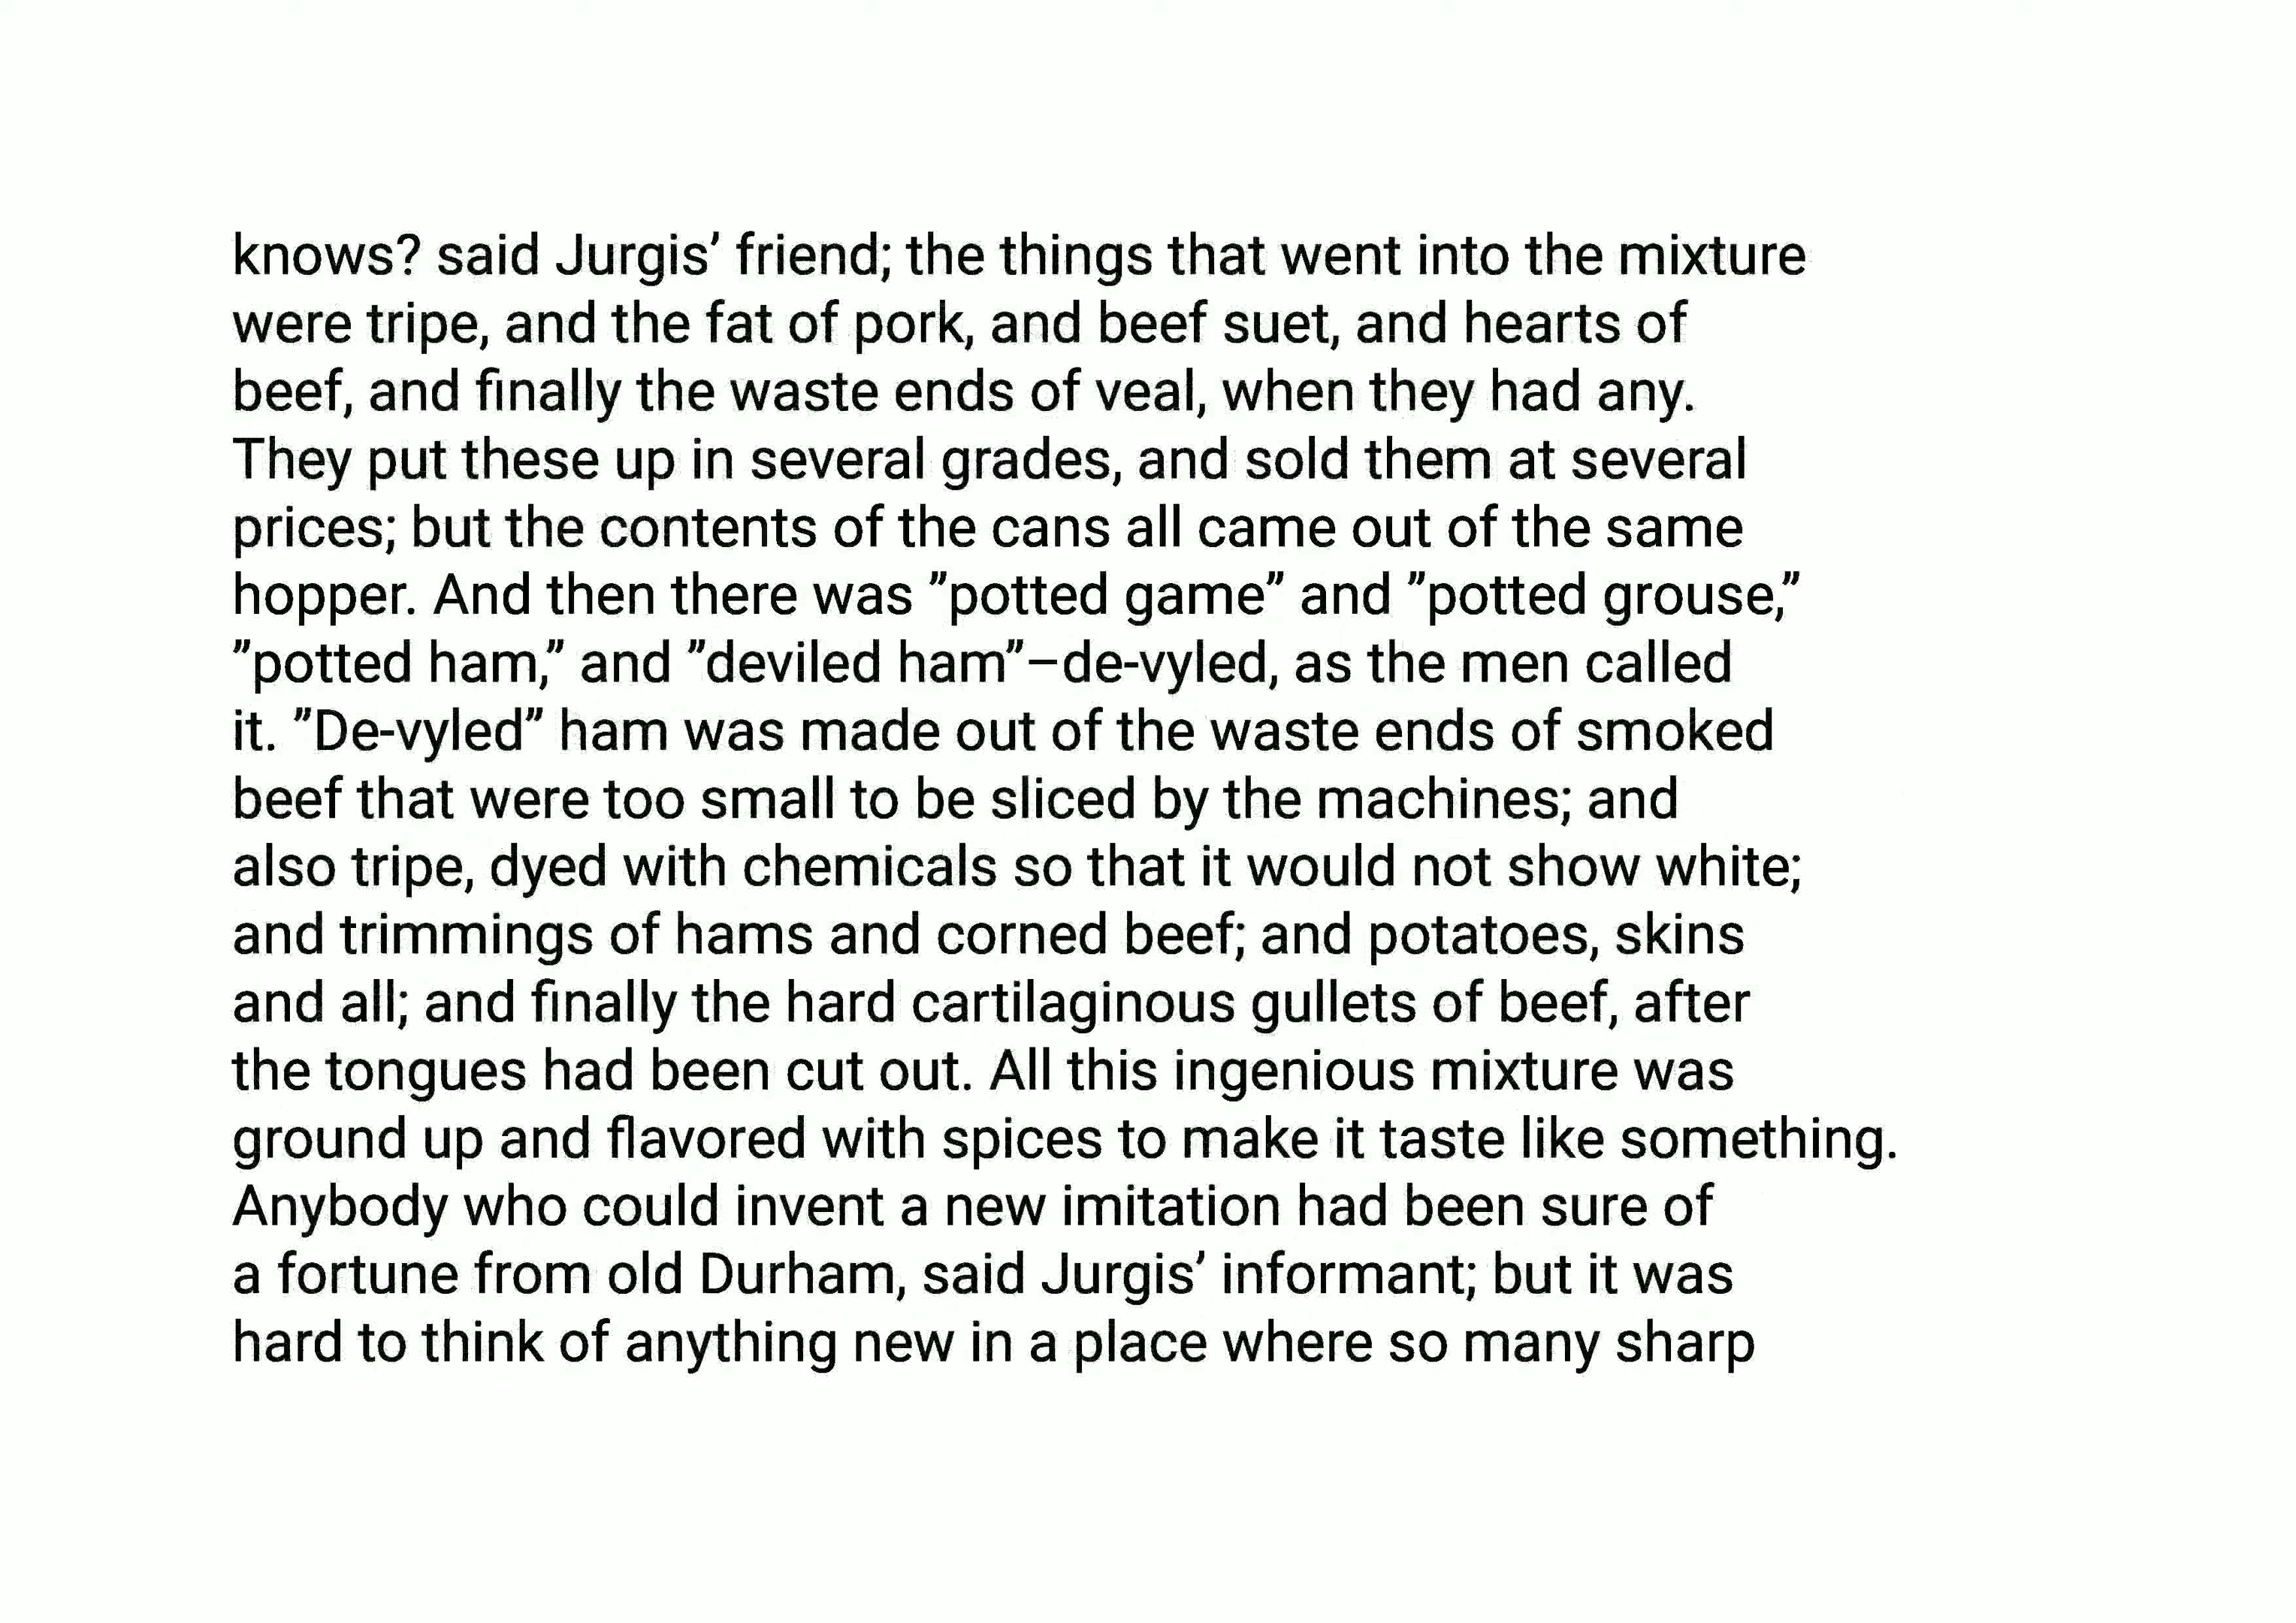 knows? said Jurgis’ friend; the things that went into the mixture
were tripe, and the fat of pork, and beef suet, and hearts of
beef, and finally the waste ends of veal, when they had any.
They put these up in several grades, and sold them at several
prices; but the contents of the cans all came out of the same
hopper. And then there was ”potted game” and ”potted grouse,”
”potted ham,” and ”deviled ham”–de-vyled, as the men called
it. ”De-vyled” ham was made out of the waste ends of smoked
beef that were too small to be sliced by the machines; and
also tripe, dyed with chemicals so that it would not show white;
and trimmings of hams and corned beef; and potatoes, skins
and all; and finally the hard cartilaginous gullets of beef, after
the tongues had been cut out. All this ingenious mixture was
ground up and flavored with spices to make it taste like something.
Anybody who could invent a new imitation had been sure of
a fortune from old Durham, said Jurgis’ informant; but it was
hard to think of anything new in a place where so many sharp